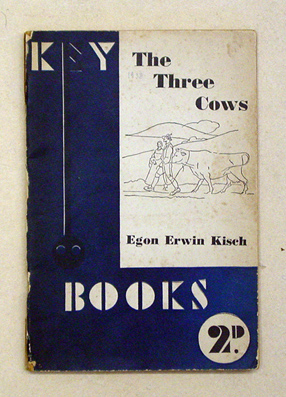 KEY
The
Three
Cows
Egon Erwin Kisch
BOOKS
2D.